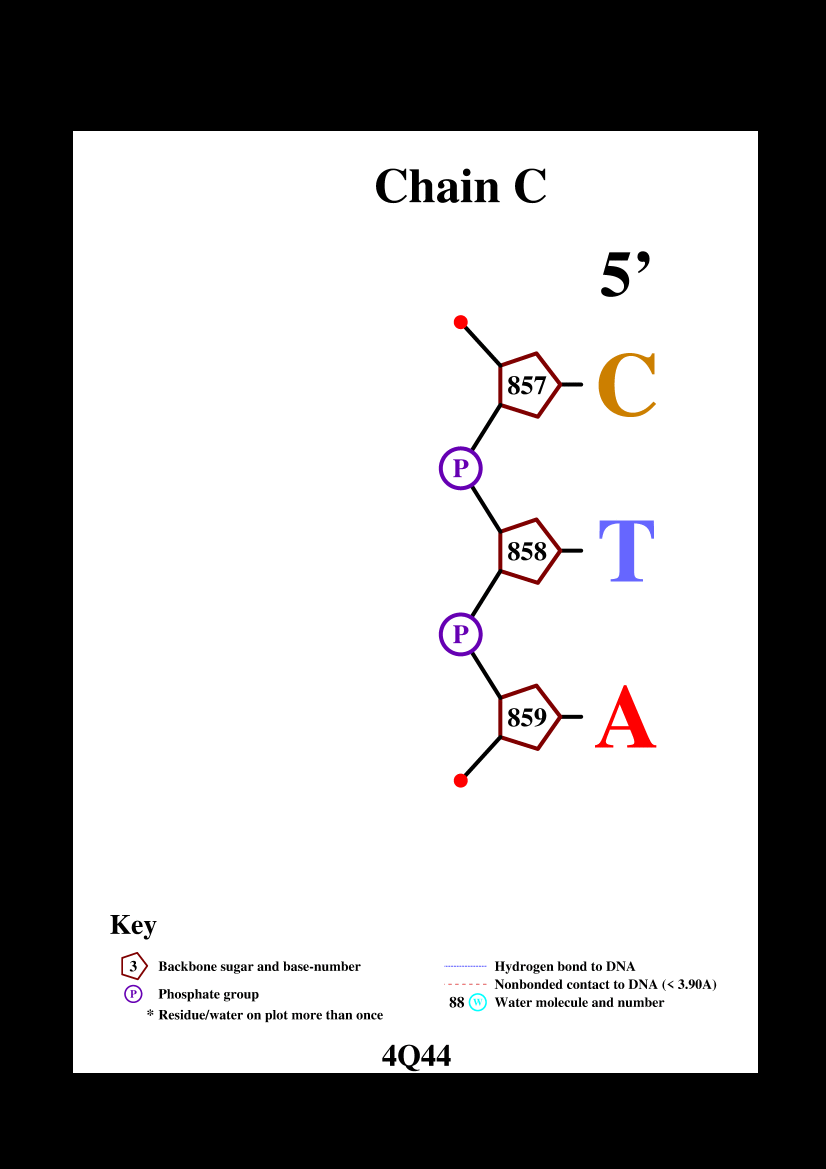 Chain C
5’
857 C
P
858 T
P
859 A
Key
3 Backbone sugar and base-number
P Phosphate group
* Residue/water on plot more than once
Hydrogen bond to DNA
Nonbonded contact to DNA (< 3.90A)
88 W Water molecule and number
4Q44